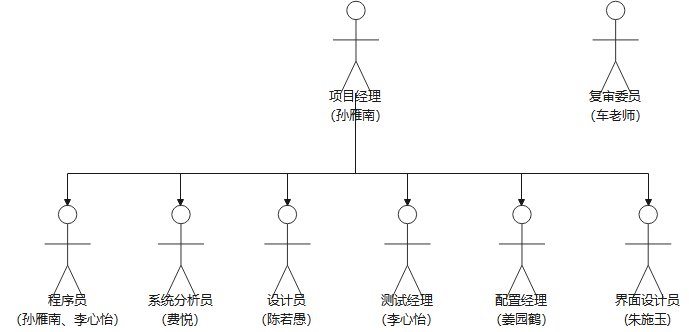 项目经理
（孙雁南）
复审委员
（车老师）
程序员
（孙雁南、李心怡）
系统分析员
（费悦）
设计员
（陈若愚）
测试经理
（李心怡）
配置经理
（姜园鹤）
界面设计员
（朱施玉）